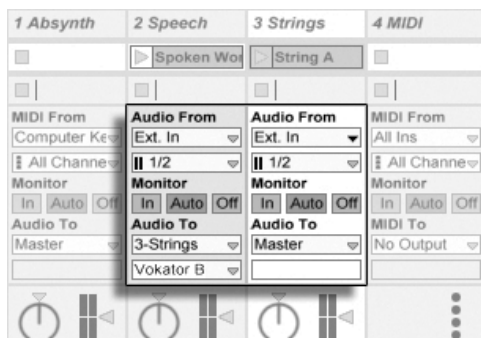 1 Absynth 2 Speech 3 Strings 4 MIDI
Spoken Wor String A
MIDI From Audio From Audio From MIDI From
Computer Ke Ext. In Ext. In All Ins
All Channe 1/2 1/2 All Channe
Monitor Monitor Monitor Monitor
In Auto Off In Auto Off In Auto Off In Auto Off
Audio To Audio To Audio To MIDI To
Master 3-Strings Master No Output
Vokator B